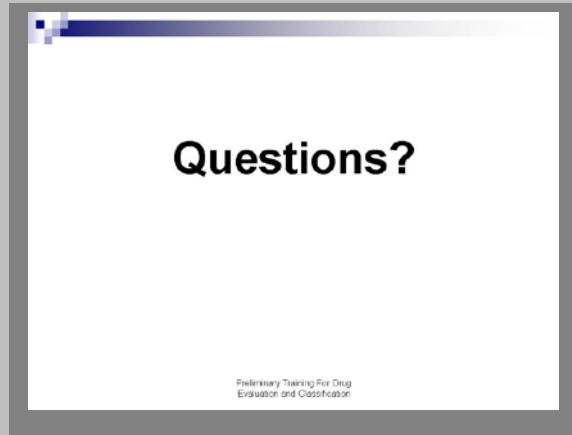 Questions?
Preliminary Training For Drug
Evaluation and Classification